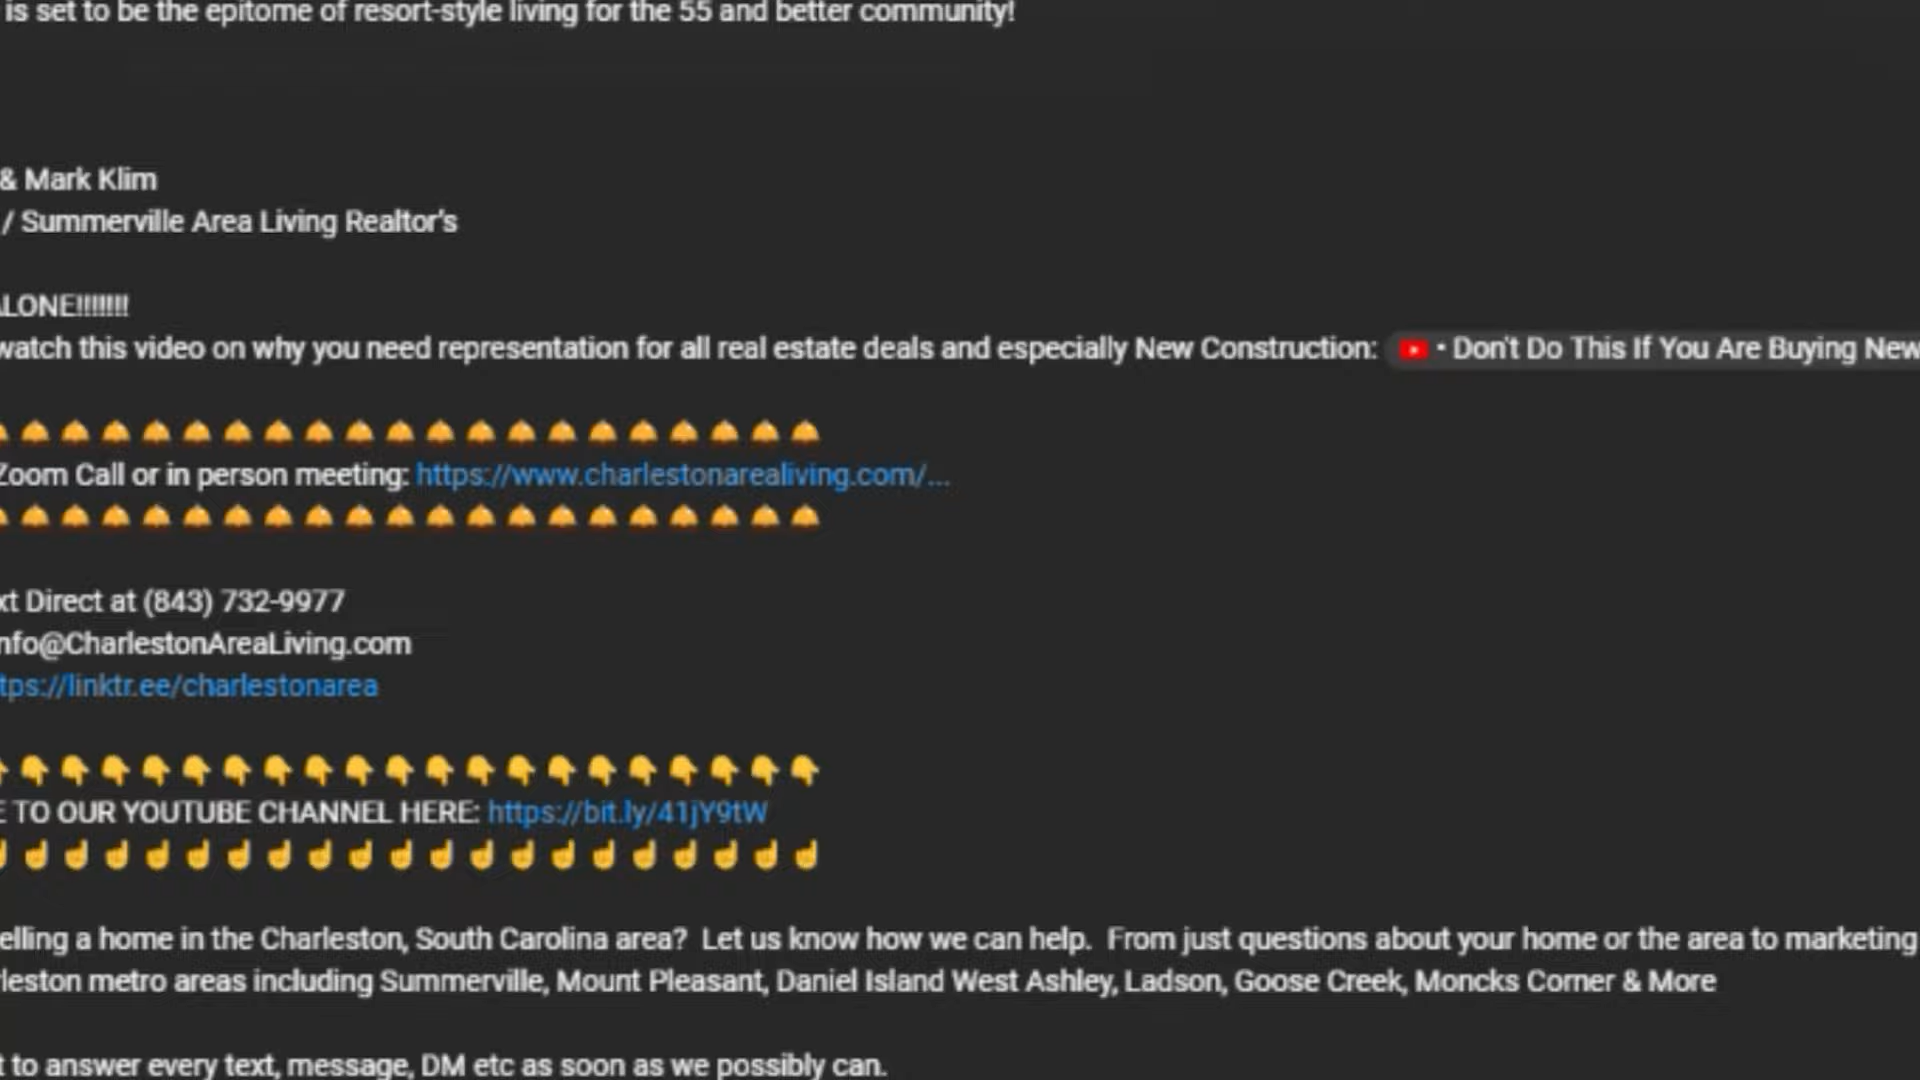 is set to be the epitome of resort-style living for the 55 and better community!
& Mark Klim
/ Summerville Area Living Realtor's
ALONE!!!!!!!
watch this video on why you need representation for all real estate deals and especially New Construction: • Don't Do This If You Are Buying New
Zoom Call or in person meeting: https://www.charlestonarealiving.com/...
xt Direct at (843) 732-9977
nfo@CharlestonAreaLiving.com
tps://linktr.ee/charlestonarea
E TO OUR YOUTUBE CHANNEL HERE: https://bit.ly/41jY9tW
elling a home in the Charleston, South Carolina area?  Let us know how we can help.  From just questions about your home or the area to marketing
leston metro areas including Summerville, Mount Pleasant, Daniel Island West Ashley, Ladson, Goose Creek, Moncks Corner & More
t to answer every text, message, DM etc as soon as we possibly can.